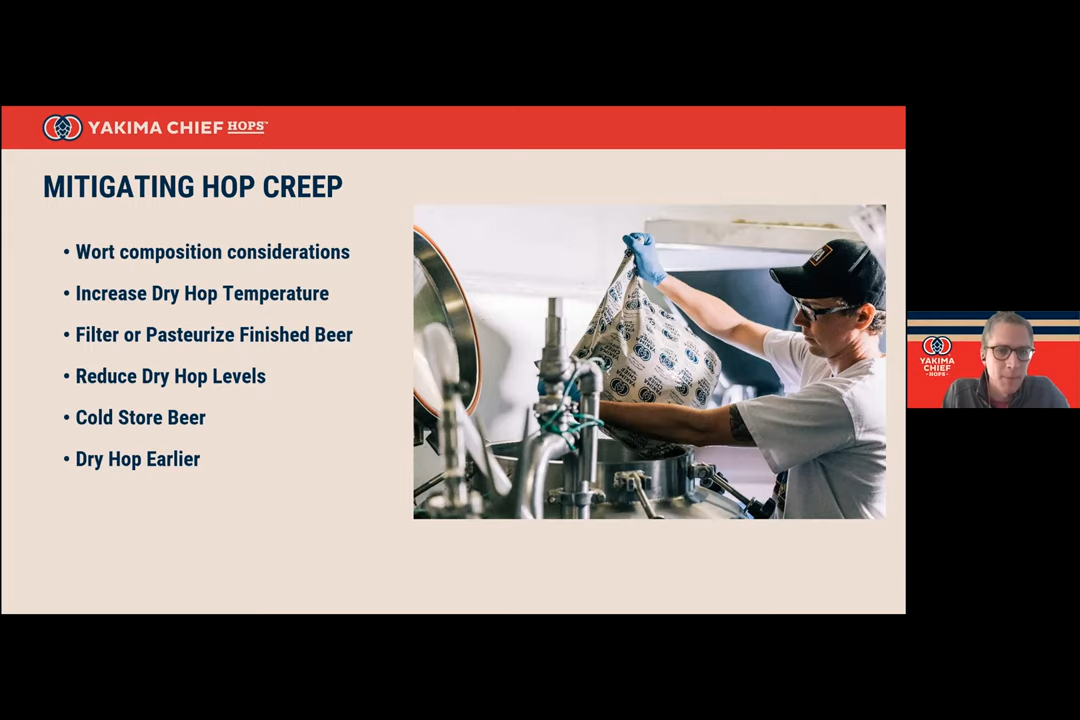 YAKIMA CHIEF HOPS™
MITIGATING HOP CREEP
• Wort composition considerations
• Increase Dry Hop Temperature
• Filter or Pasteurize Finished Beer
• Reduce Dry Hop Levels
• Cold Store Beer
• Dry Hop Earlier
YAKIMA
CHIEF
-HOPS-